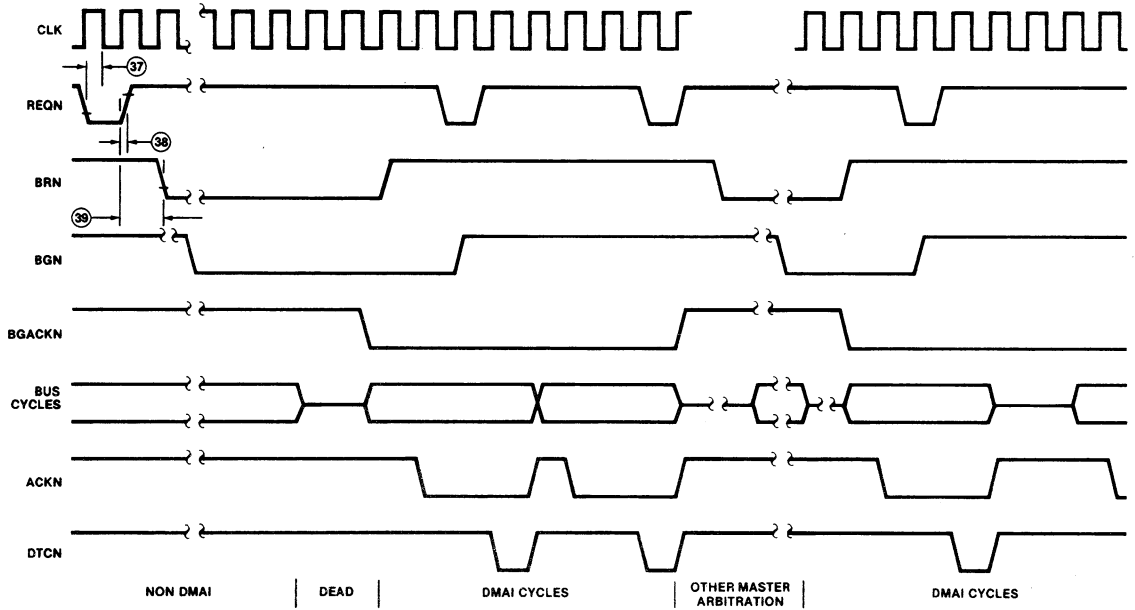 CLK
37
REQN
38
BRN
39
BGN
BGACKN
BUS
CYCLES
ACKN
DTCN
NON DMAI
DEAD
DMAI CYCLES
OTHER MASTER
ARBITRATION
DMAI CYCLES